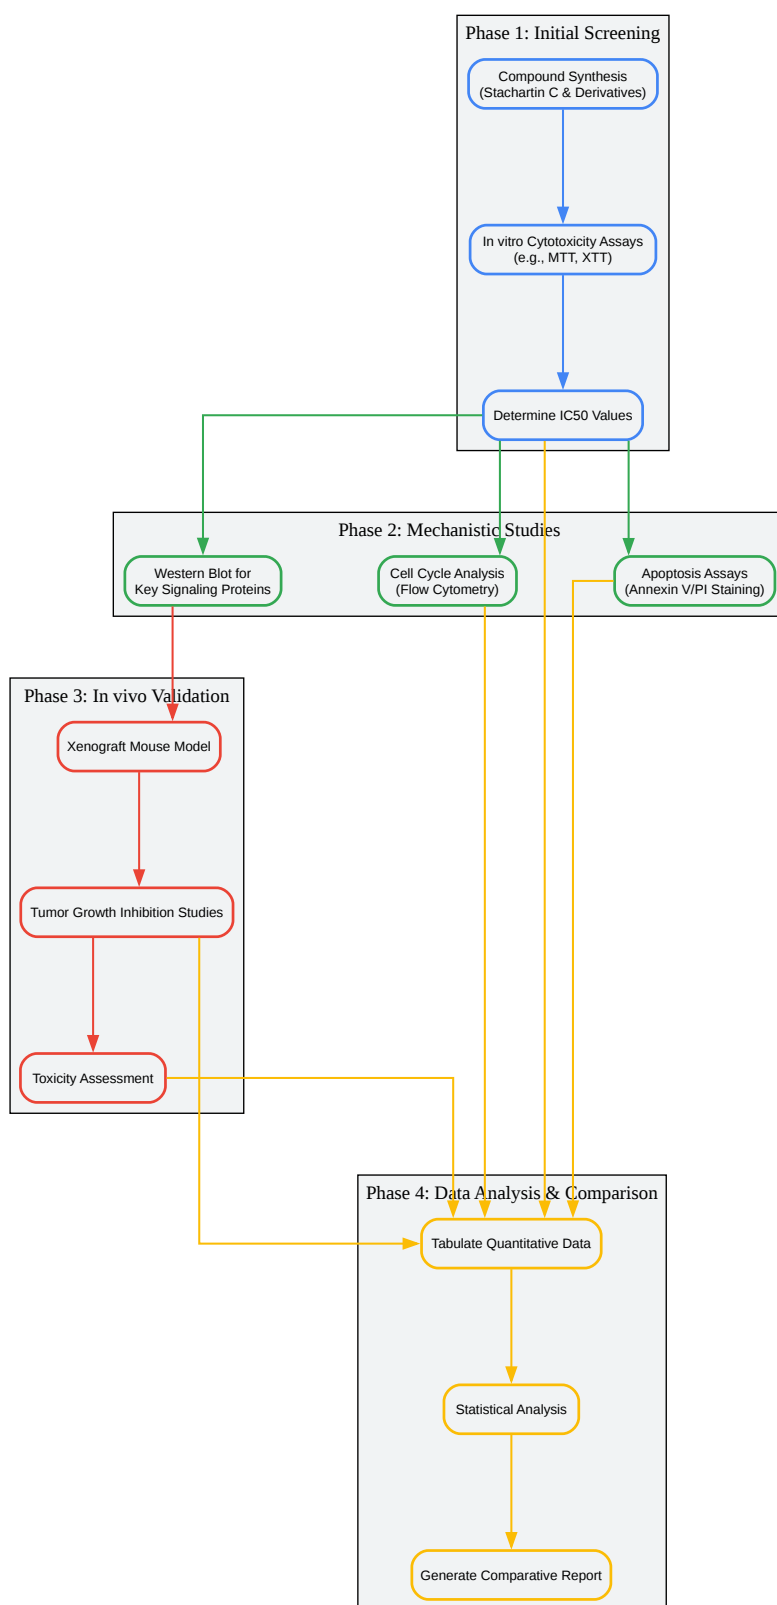 Phase 1: Initial Screening
Compound Synthesis
(Stachartin C & Derivatives)
In vitro Cytotoxicity Assays
(e.g., MTT, XTT)
Determine IC50 Values
Phase 2: Mechanistic Studies
Western Blot for
Key Signaling Proteins
Cell Cycle Analysis
(Flow Cytometry)
Apoptosis Assays
(Annexin V/PI Staining)
Phase 3: In vivo Validation
Xenograft Mouse Model
Tumor Growth Inhibition Studies
Toxicity Assessment
Phase 4: Data Analysis & Comparison
Tabulate Quantitative Data
Statistical Analysis
Generate Comparative Report